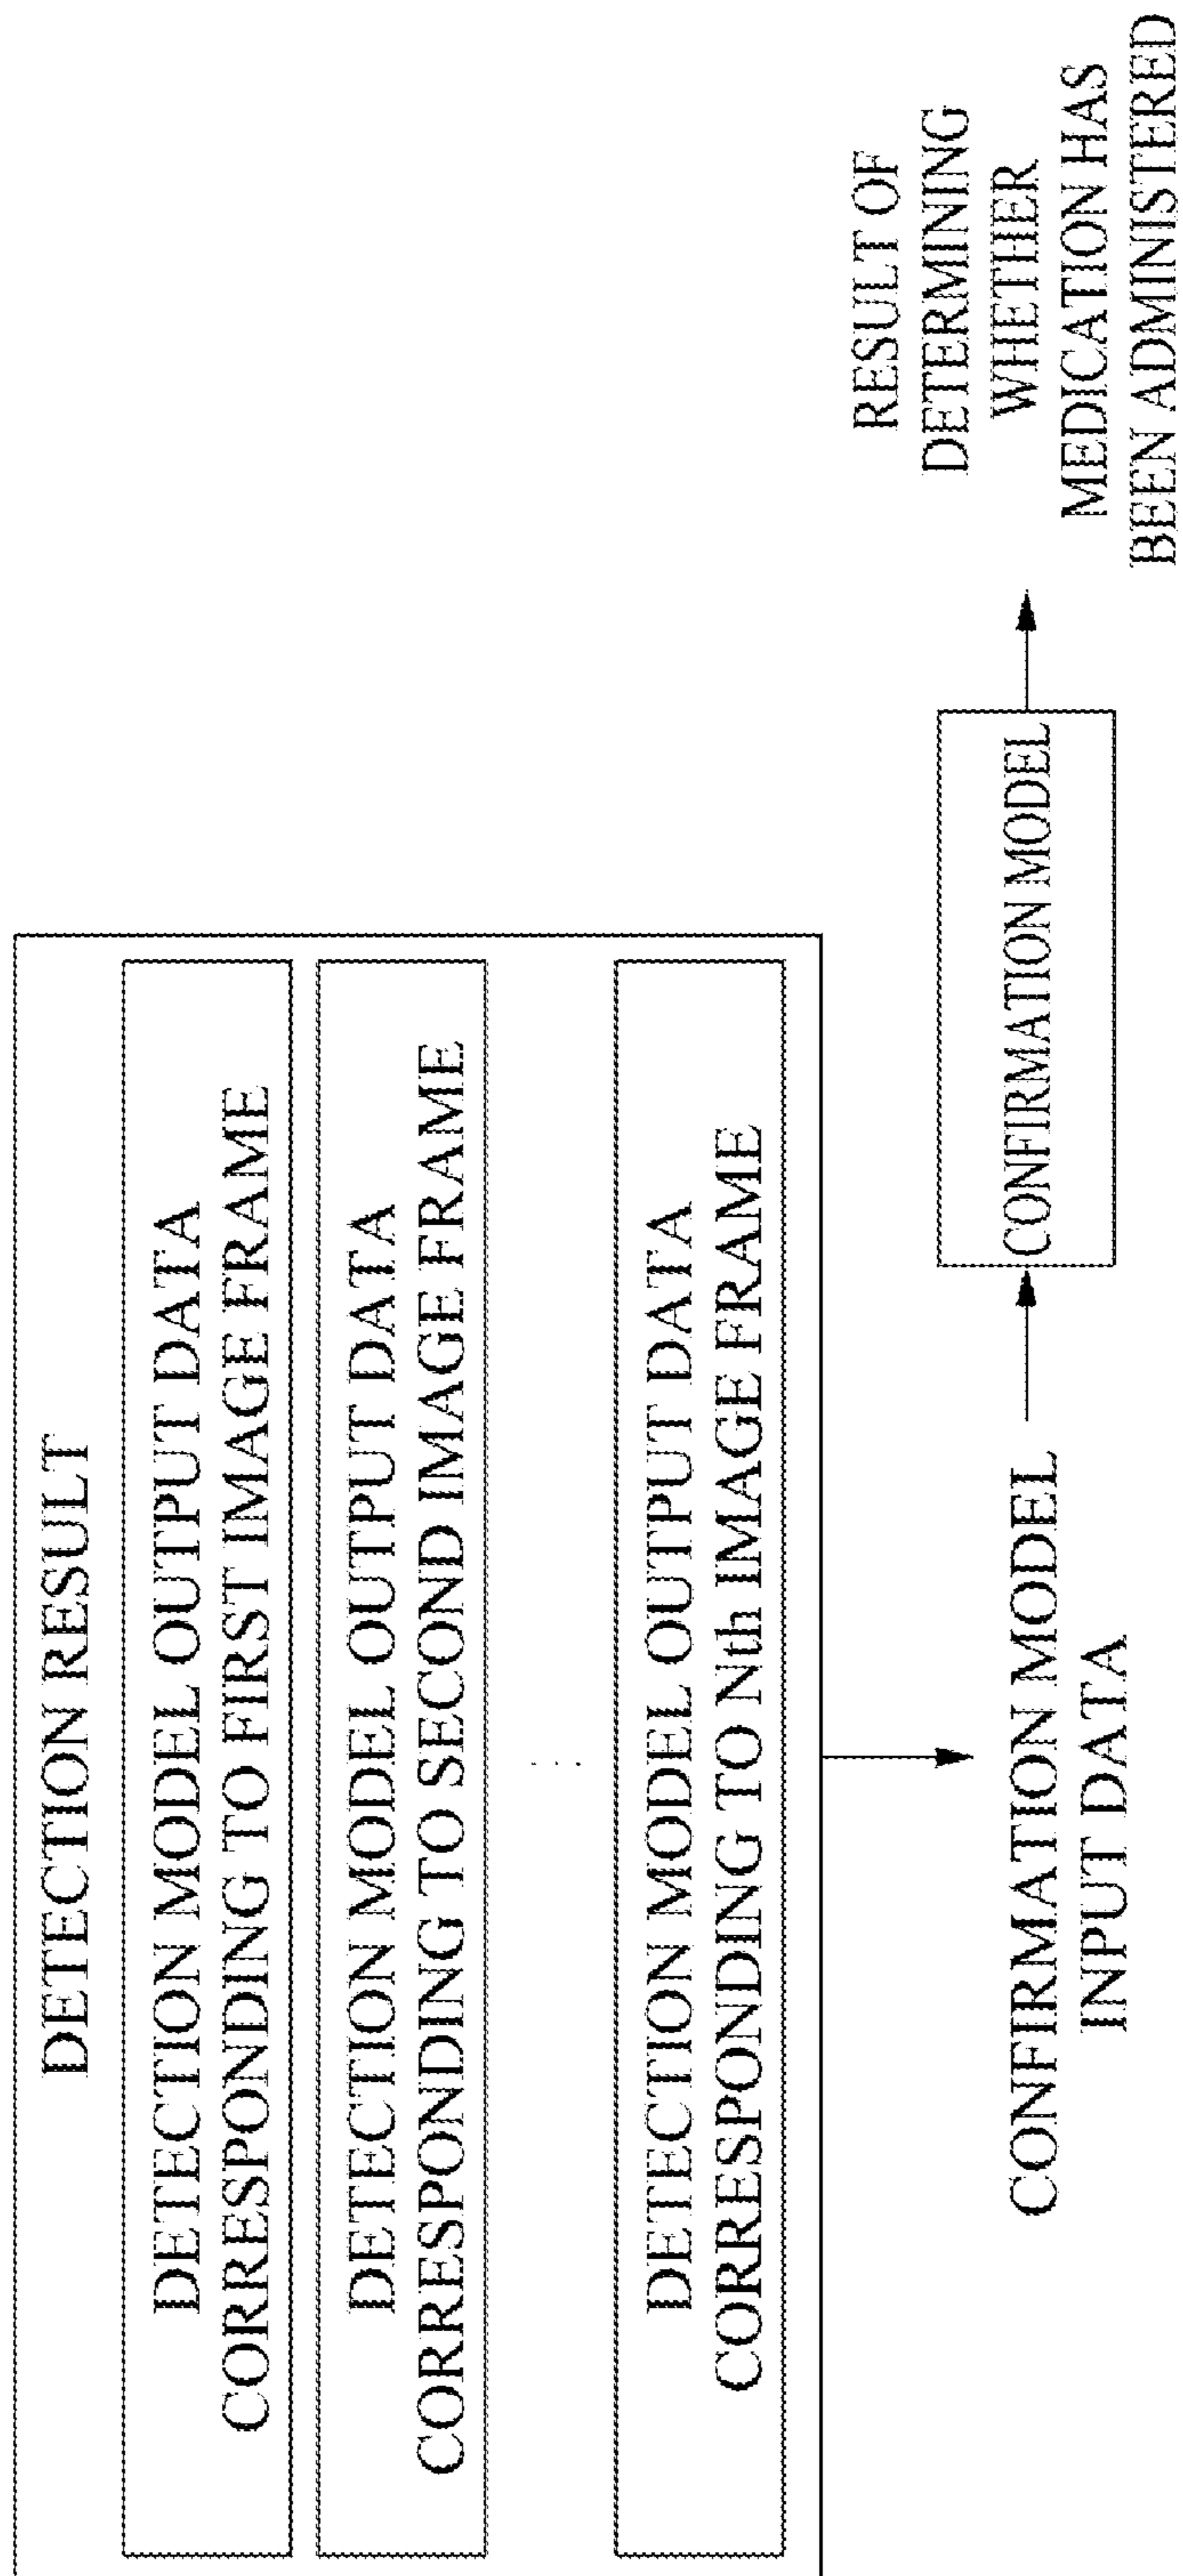 DETECTION RESULT
DETECTION MODEL OUTPUT DATA
CORRESPONDING TO FIRST IMAGE FRAME
DETECTION MODEL OUTPUT DATA
CORRESPONDING TO SECOND IMAGE FRAME
...
DETECTION MODEL OUTPUT DATA
CORRESPONDING TO Nth IMAGE FRAME
CONFIRMATION MODEL
INPUT DATA
CONFIRMATION MODEL
RESULT OF
DETERMINING
WHETHER
MEDICATION HAS
BEEN ADMINISTERED